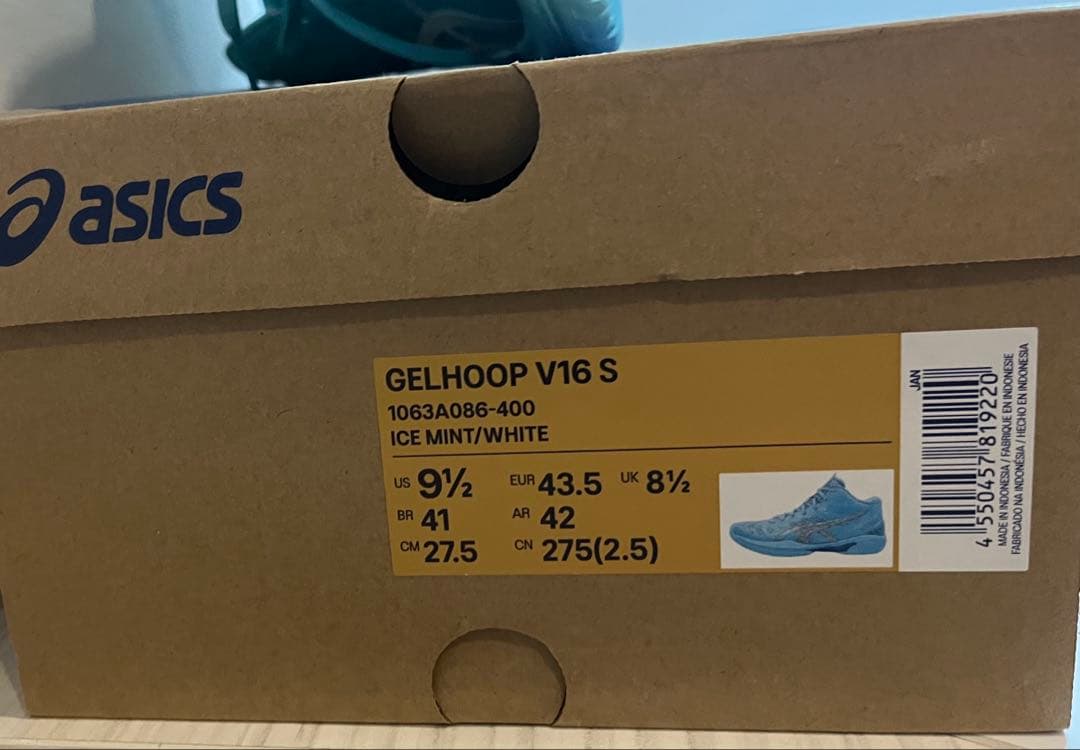 asics
GELHOOP V16 S
1063A086-400
ICE MINT/WHITE
US 9½ EUR 43.5 UK 8½
BR 41 AR 42
CM 27.5 CN 275(2.5)
JAN
4 550457 819220
MADE IN INDONESIA / FABRIQUE EN INDONESIE
FABRICADO NA INDONÉSIA / HECHO EN INDONESIA